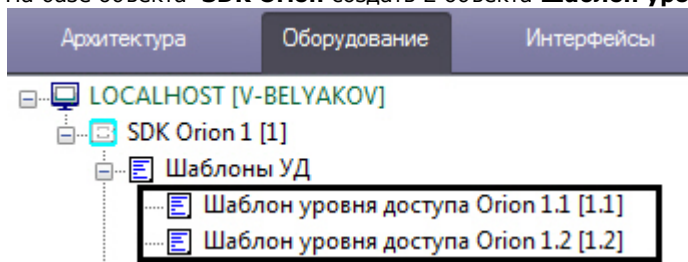 На базе объекта SDK Orion создать 2 объекта Шаблон уро
Архитектура Оборудование Интерфейсы
LOCALHOST [V-BELYAKOV]
SDK Orion 1 [1]
Шаблоны УД
Шаблон уровня доступа Orion 1.1 [1.1]
Шаблон уровня доступа Orion 1.2 [1.2]